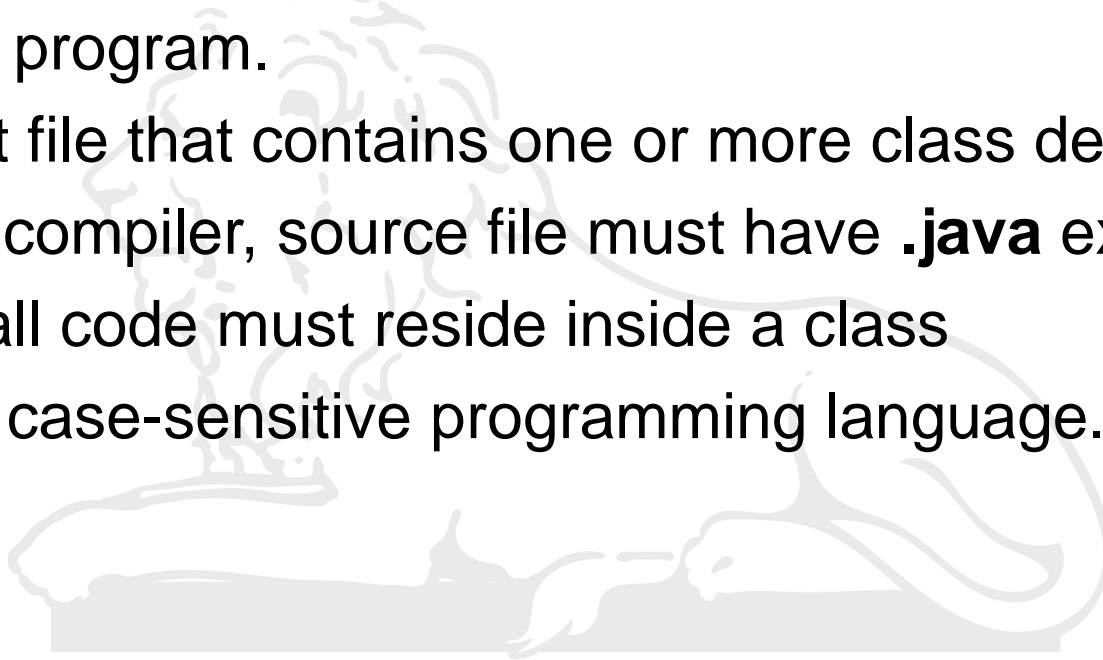 program.
t file that contains one or more class de
compiler, source file must have .java ex
all code must reside inside a class
case-sensitive programming language.